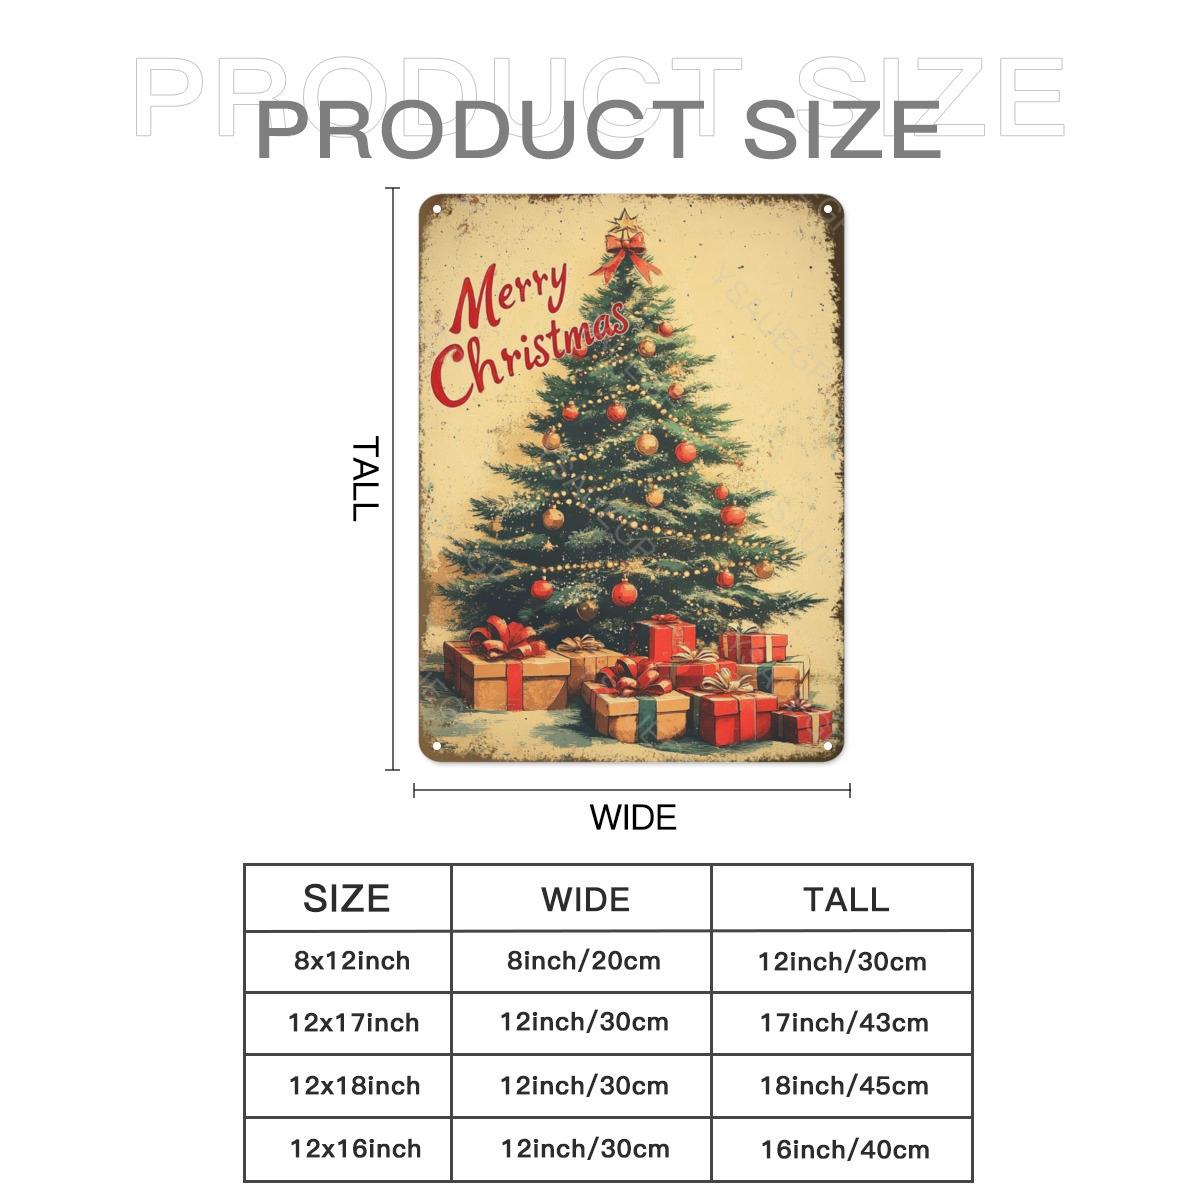 PRODUCT SIZE
PRODUCT SIZE
Merry
Christmas
TALL
WIDE
SIZE WIDE TALL
8x12inch 8inch/20cm 12inch/30cm
12x17inch 12inch/30cm 17inch/43cm
12x18inch 12inch/30cm 18inch/45cm
12x16inch 12inch/30cm 16inch/40cm